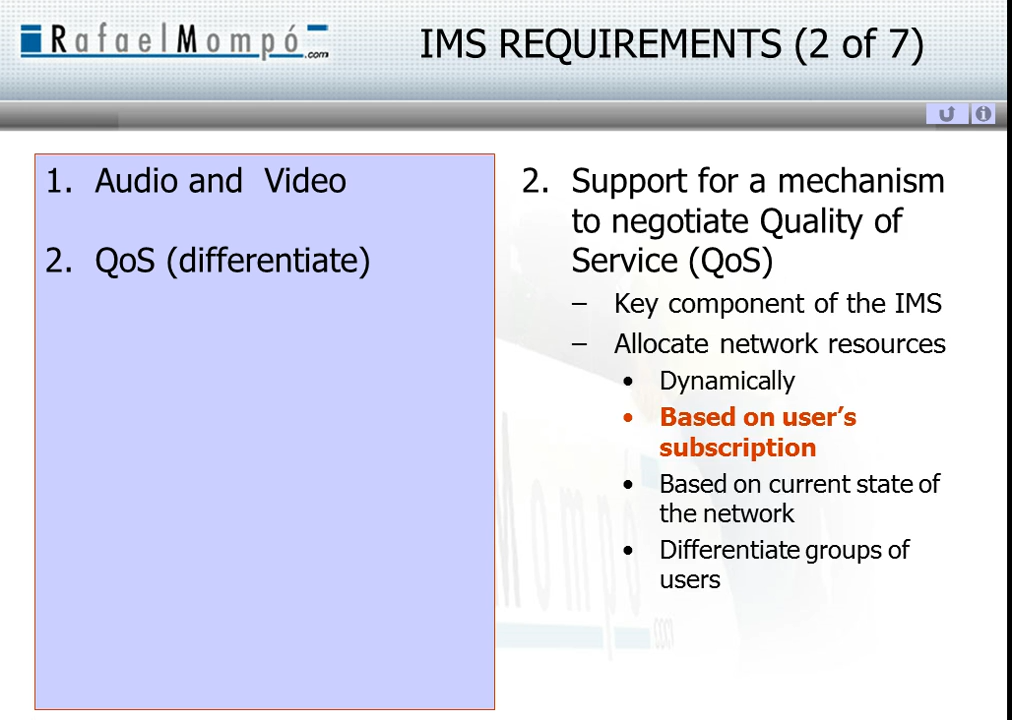 RafaelMompó.com
IMS REQUIREMENTS (2 of 7)
1. Audio and Video
2. QoS (differentiate)
2. Support for a mechanism
to negotiate Quality of
Service (QoS)
– Key component of the IMS
– Allocate network resources
• Dynamically
• Based on user’s
subscription
• Based on current state of
the network
• Differentiate groups of
users